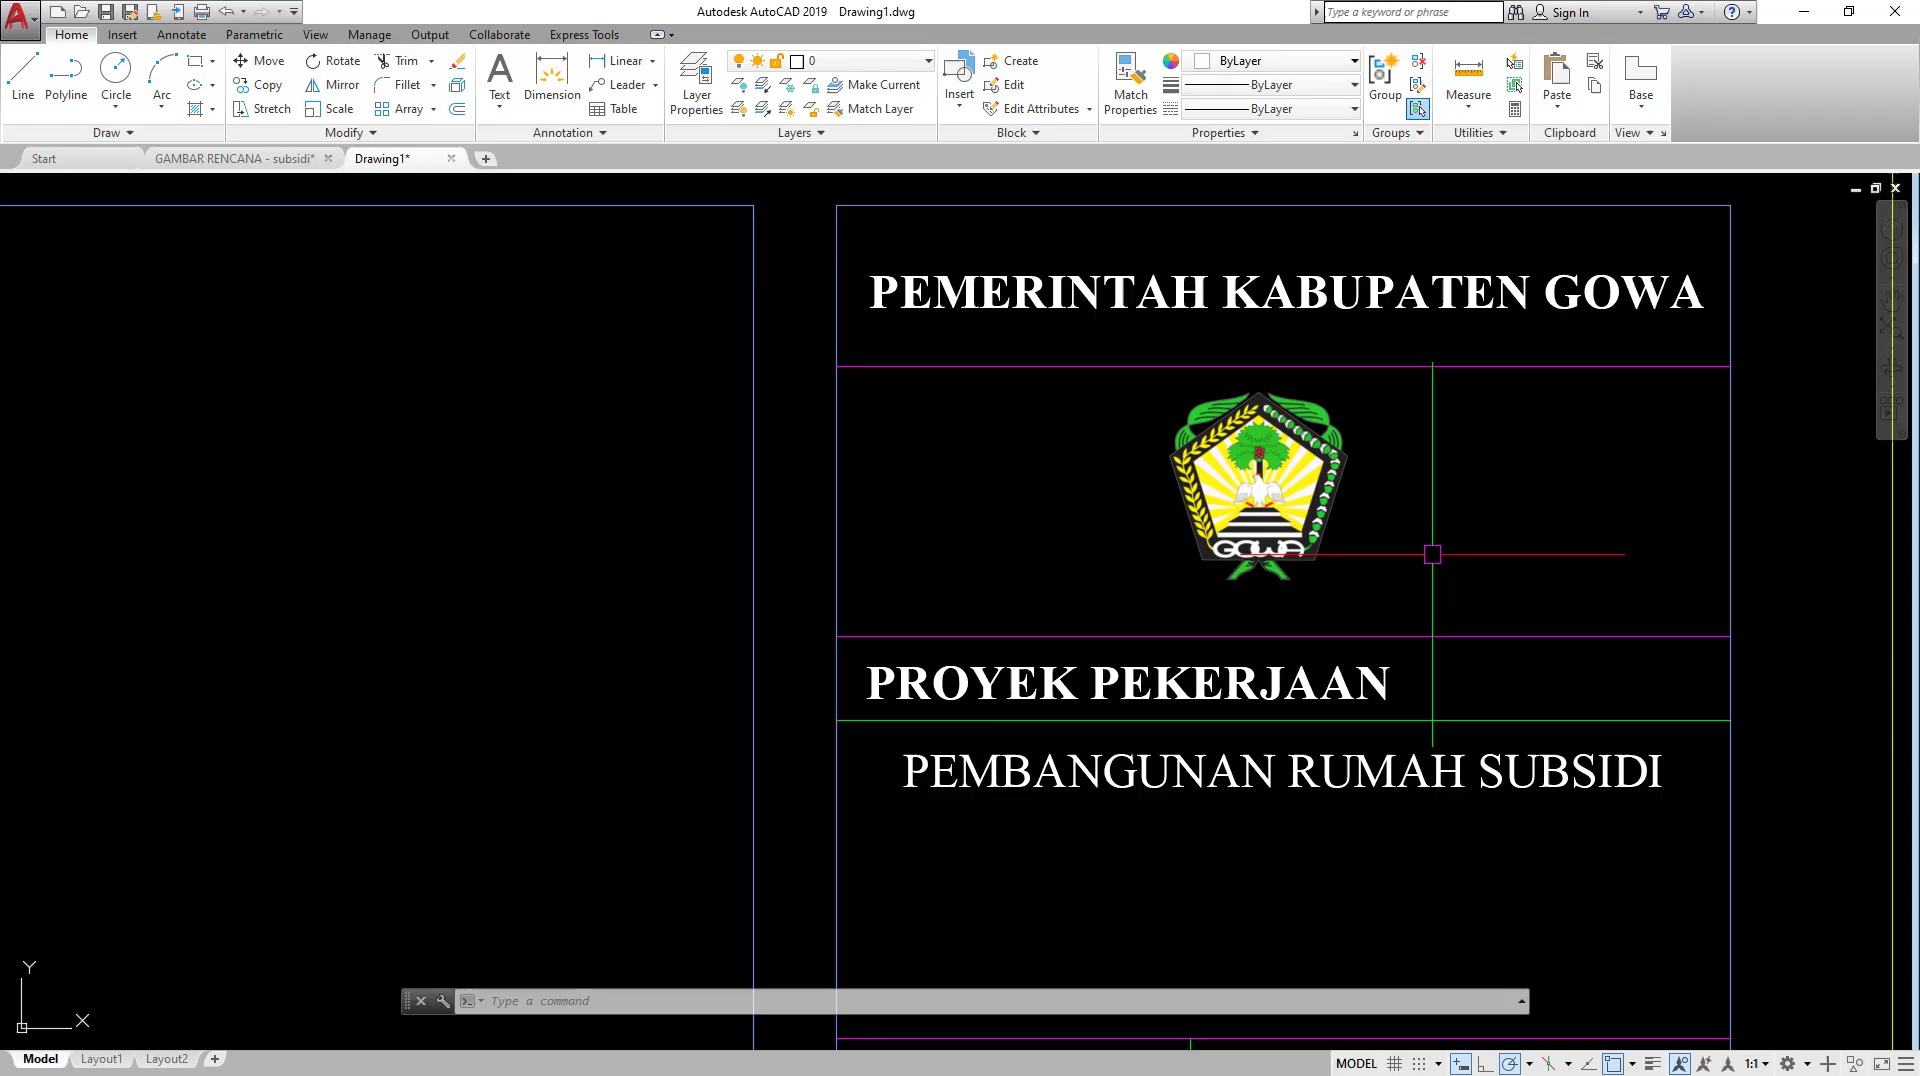 Autodesk AutoCAD 2019 Drawing1.dwg
Type a keyword or phrase
Sign In
Home Insert Annotate Parametric View Manage Output Collaborate Express Tools
Line Polyline Circle Arc
Move Rotate Trim
Copy Mirror Fillet
Stretch Scale Array
Text Dimension
Linear
Leader
Table
Layer Properties
0
Make Current
Match Layer
Insert
Create
Edit
Edit Attributes
Match Properties
ByLayer
ByLayer
ByLayer
Group
Measure
Paste
Base
Draw Modify Annotation Layers Block Properties Groups Utilities Clipboard View
Start GAMBAR RENCANA - subsidi* Drawing1*
PEMERINTAH KABUPATEN GOWA
GOWA
PROYEK PEKERJAAN
PEMBANGUNAN RUMAH SUBSIDI
Y
X
Type a command
Model Layout1 Layout2
MODEL 1:1